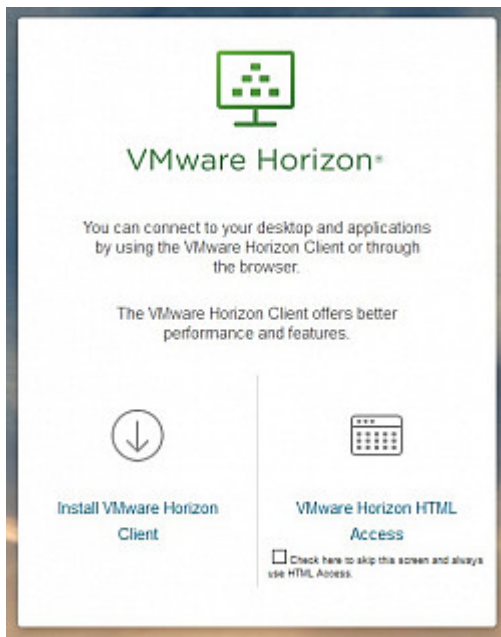 VMware Horizon®
You can connect to your desktop and applications
by using the VMware Horizon Client or through
the browser.
The VMware Horizon Client offers better
performance and features.
Install VMware Horizon
Client
VMware Horizon HTML
Access
Check here to skip this screen and always
use HTML Access.